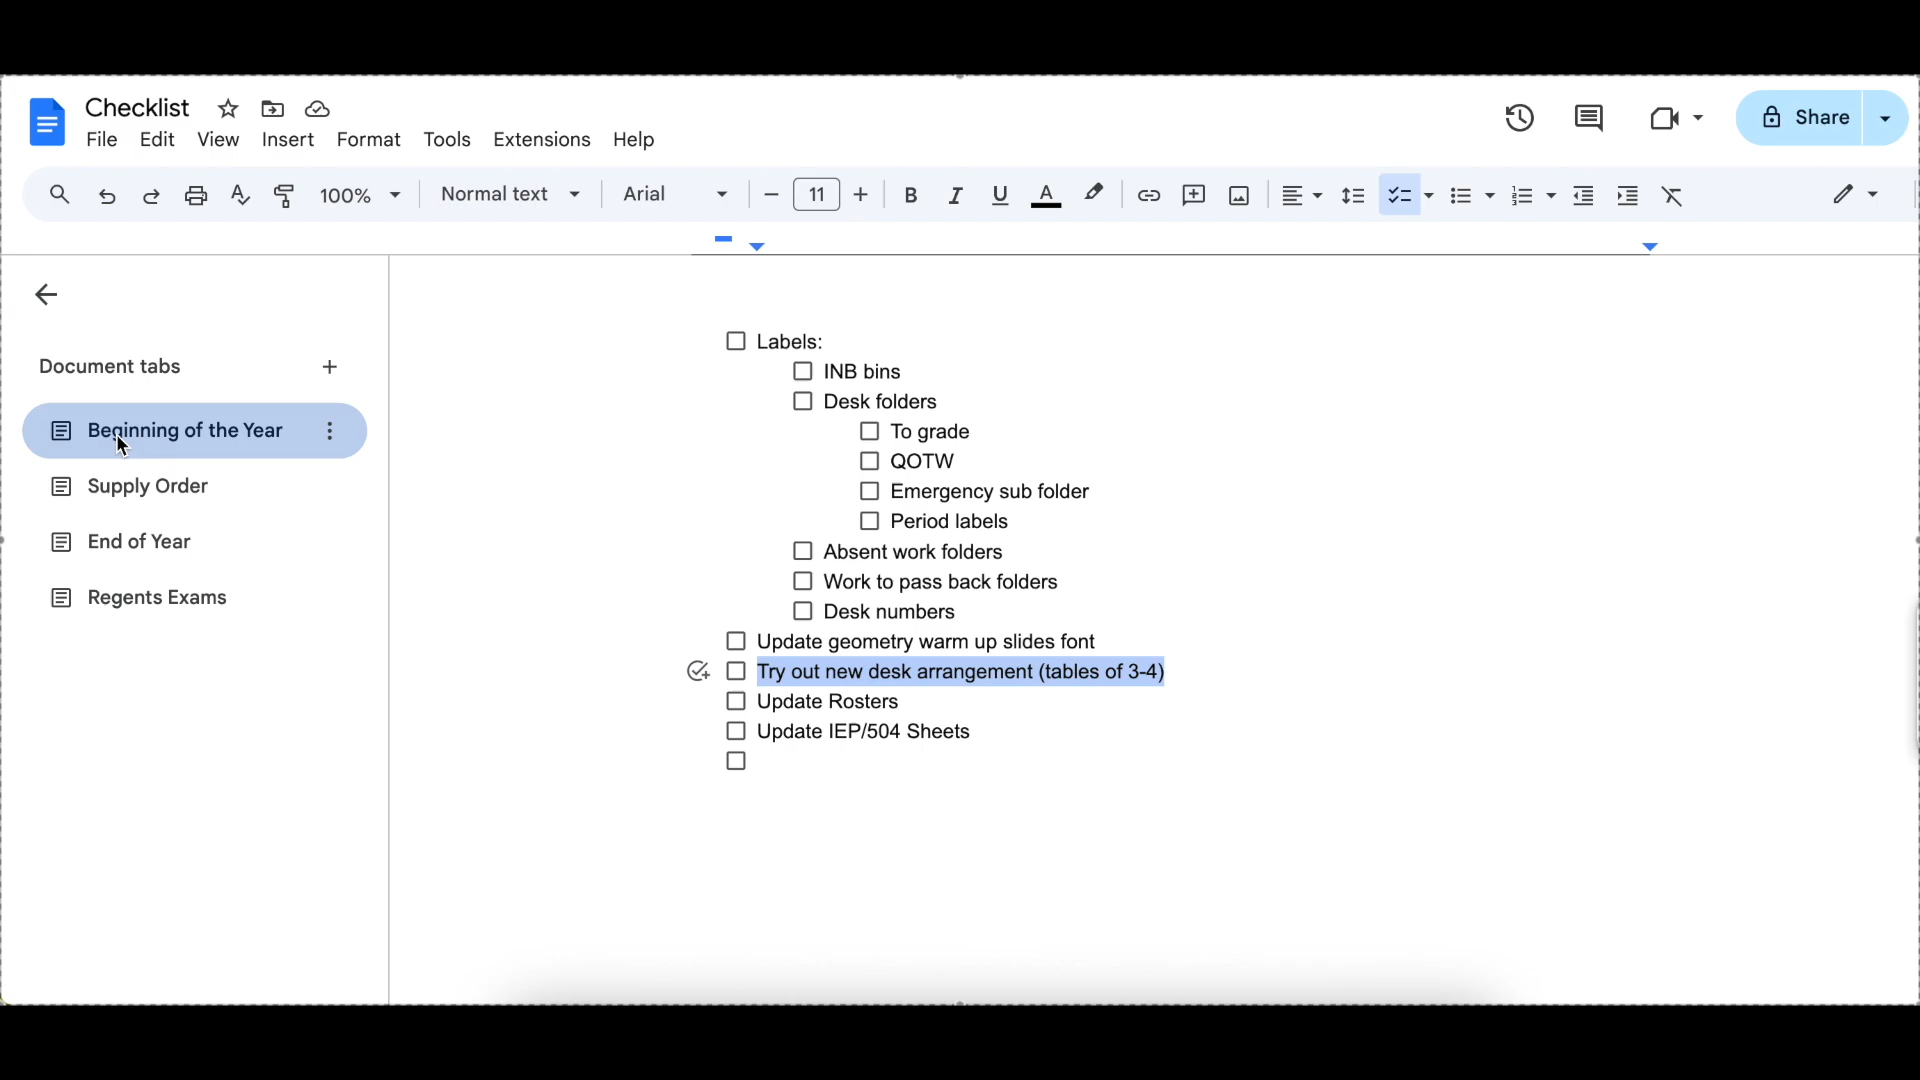 Checklist
File Edit View Insert Format Tools Extensions Help
Share
100% Normal text Arial 11
Document tabs
Beginning of the Year
Supply Order
End of Year
Regents Exams
Labels:
INB bins
Desk folders
To grade
QOTW
Emergency sub folder
Period labels
Absent work folders
Work to pass back folders
Desk numbers
Update geometry warm up slides font
Try out new desk arrangement (tables of 3-4)
Update Rosters
Update IEP/504 Sheets